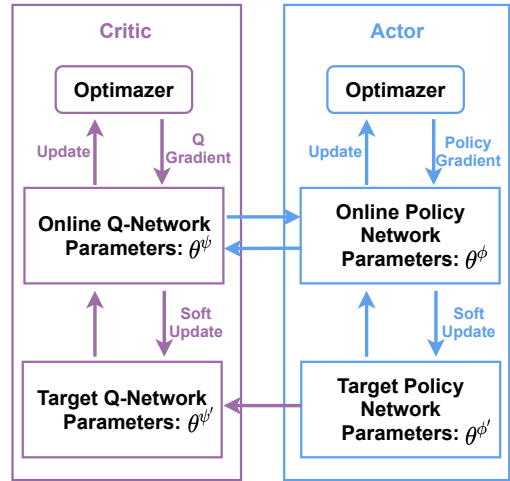 Critic
Optimazer
Update
Q
Gradient
Online Q-Network
Parameters: θ^ψ
Soft
Update
Target Q-Network
Parameters: θ^ψ'
Actor
Optimazer
Update
Policy
Gradient
Online Policy
Network
Parameters: θ^ϕ
Soft
Update
Target Policy
Network
Parameters: θ^ϕ'